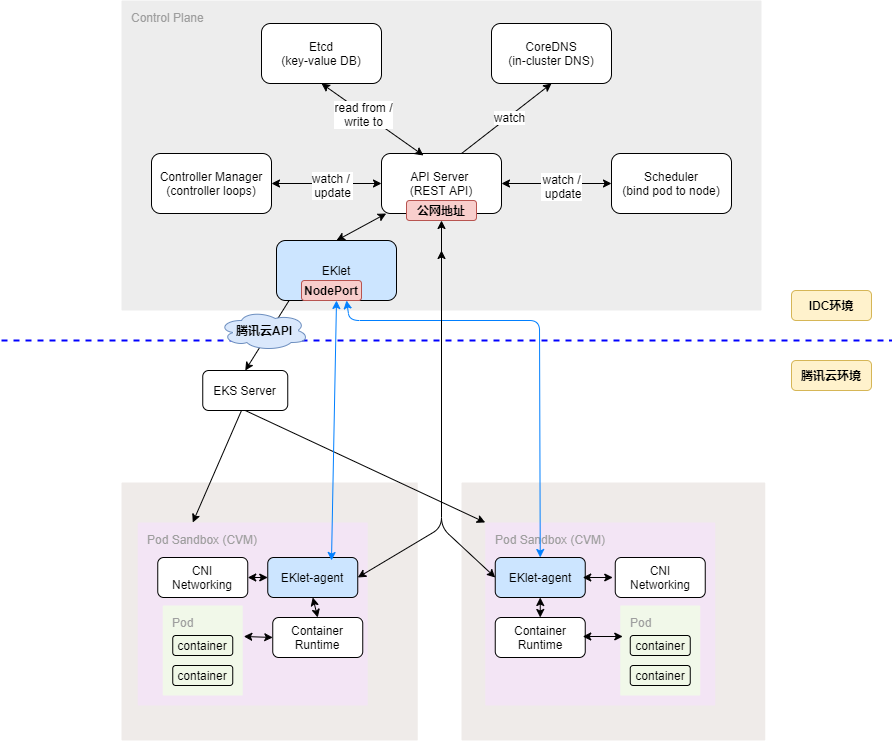 Control Plane
Etcd
(key-value DB)
CoreDNS
(in-cluster DNS)
read from /
write to
watch
Controller Manager
(controller loops)
watch /
update
API Server
(REST API)
公网地址
watch /
update
Scheduler
(bind pod to node)
EKlet
NodePort
IDC环境
腾讯云API
腾讯云环境
EKS Server
Pod Sandbox (CVM)
CNI
Networking
EKlet-agent
Pod
container
container
Container
Runtime
Pod Sandbox (CVM)
EKlet-agent
CNI
Networking
Container
Runtime
Pod
container
container